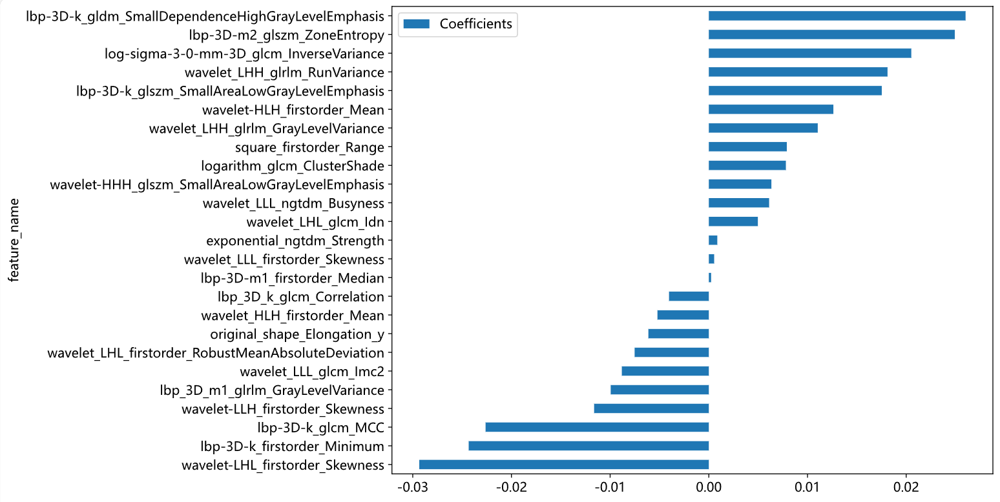 lbp-3D-k_gldm_SmallDependenceHighGrayLevelEmphasis
lbp-3D-m2_glszm_ZoneEntropy
log-sigma-3-0-mm-3D_glcm_InverseVariance
wavelet_LHH_glrlm_RunVariance
lbp-3D-k_glszm_SmallAreaLowGrayLevelEmphasis
wavelet-HLH_firstorder_Mean
wavelet_LHH_glrlm_GrayLevelVariance
square_firstorder_Range
logarithm_glcm_ClusterShade
wavelet-HHH_glszm_SmallAreaLowGrayLevelEmphasis
wavelet_LLL_ngtdm_Busyness
wavelet_LHL_glcm_Idn
exponential_ngtdm_Strength
wavelet_LLL_firstorder_Skewness
lbp-3D-m1_firstorder_Median
lbp_3D_k_glcm_Correlation
wavelet_HLH_firstorder_Mean
original_shape_Elongation_y
wavelet_LHL_firstorder_RobustMeanAbsoluteDeviation
wavelet_LLL_glcm_Imc2
lbp_3D_m1_glrlm_GrayLevelVariance
wavelet-LLH_firstorder_Skewness
lbp-3D-k_glcm_MCC
lbp-3D-k_firstorder_Minimum
wavelet-LHL_firstorder_Skewness
feature_name
Coefficients
-0.03 -0.02 -0.01 0.00 0.01 0.02